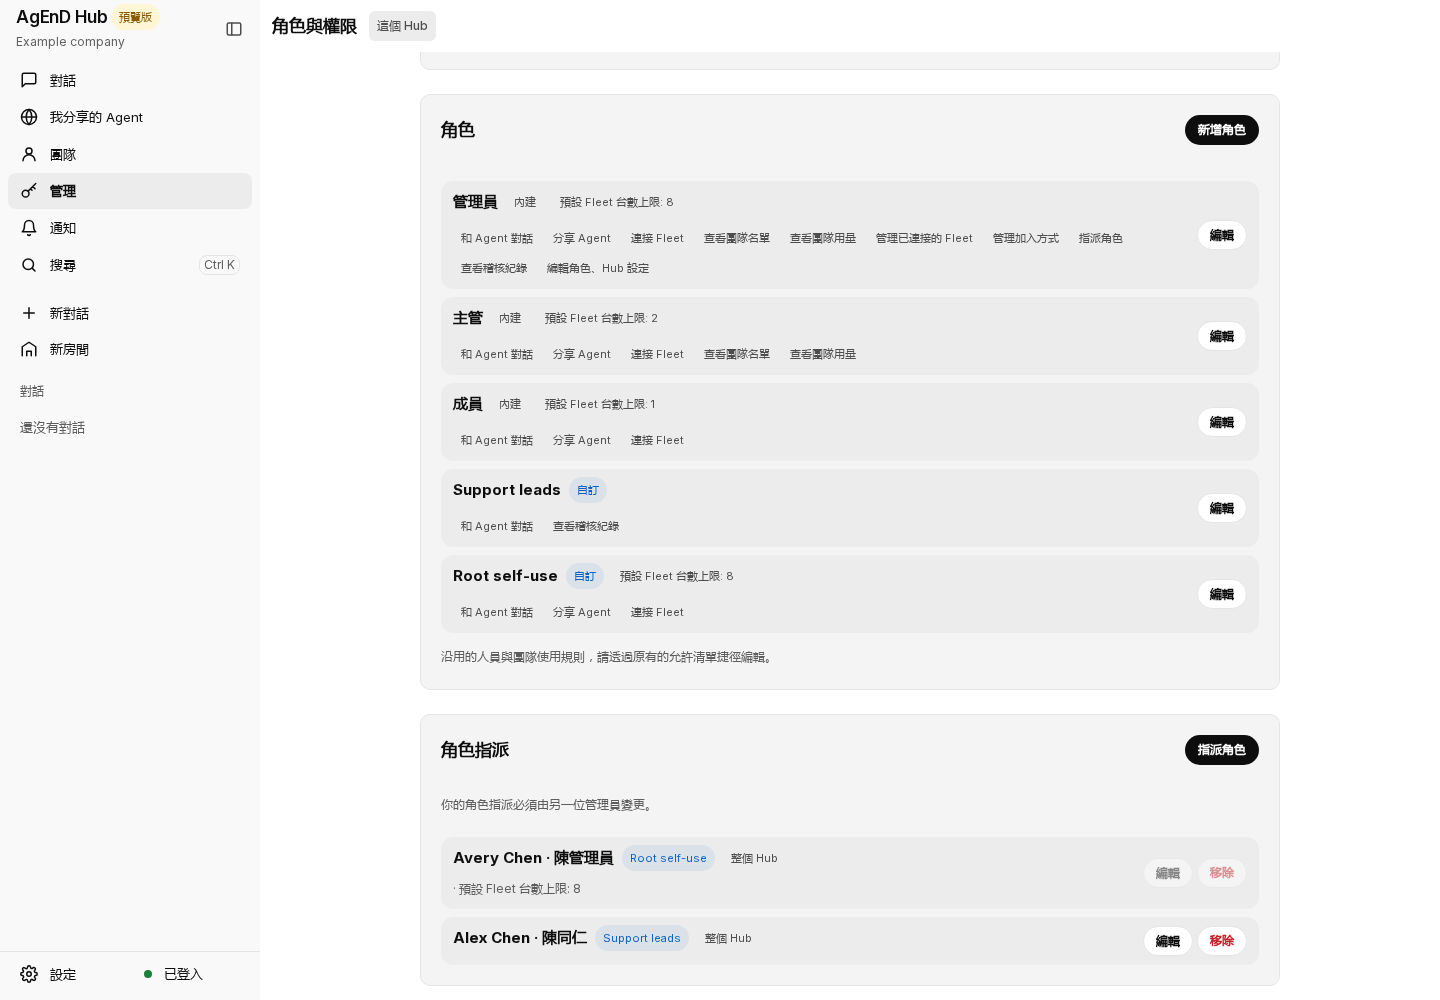 AgEnD Hub 預覽版
Example company
對話
我分享的 Agent
團隊
管理
通知
搜尋 Ctrl K
新對話
新房間
對話
還沒有對話
設定 已登入
角色與權限 這個 Hub
角色 新增角色
管理員 內建 預設 Fleet 台數上限: 8
和 Agent 對話 分享 Agent 連接 Fleet 查看團隊名單 查看團隊用量 管理已連接的 Fleet 管理加入方式 指派角色
查看稽核紀錄 編輯角色、Hub 設定
編輯
主管 內建 預設 Fleet 台數上限: 2
和 Agent 對話 分享 Agent 連接 Fleet 查看團隊名單 查看團隊用量
編輯
成員 內建 預設 Fleet 台數上限: 1
和 Agent 對話 分享 Agent 連接 Fleet
編輯
Support leads 自訂
和 Agent 對話 查看稽核紀錄
編輯
Root self-use 自訂 預設 Fleet 台數上限: 8
和 Agent 對話 分享 Agent 連接 Fleet
編輯
沿用的人員與團隊使用規則，請透過原有的允許清單捷徑編輯。
角色指派 指派角色
你的角色指派必須由另一位管理員變更。
Avery Chen · 陳管理員 Root self-use 整個 Hub
· 預設 Fleet 台數上限: 8
編輯 移除
Alex Chen · 陳同仁 Support leads 整個 Hub
編輯 移除